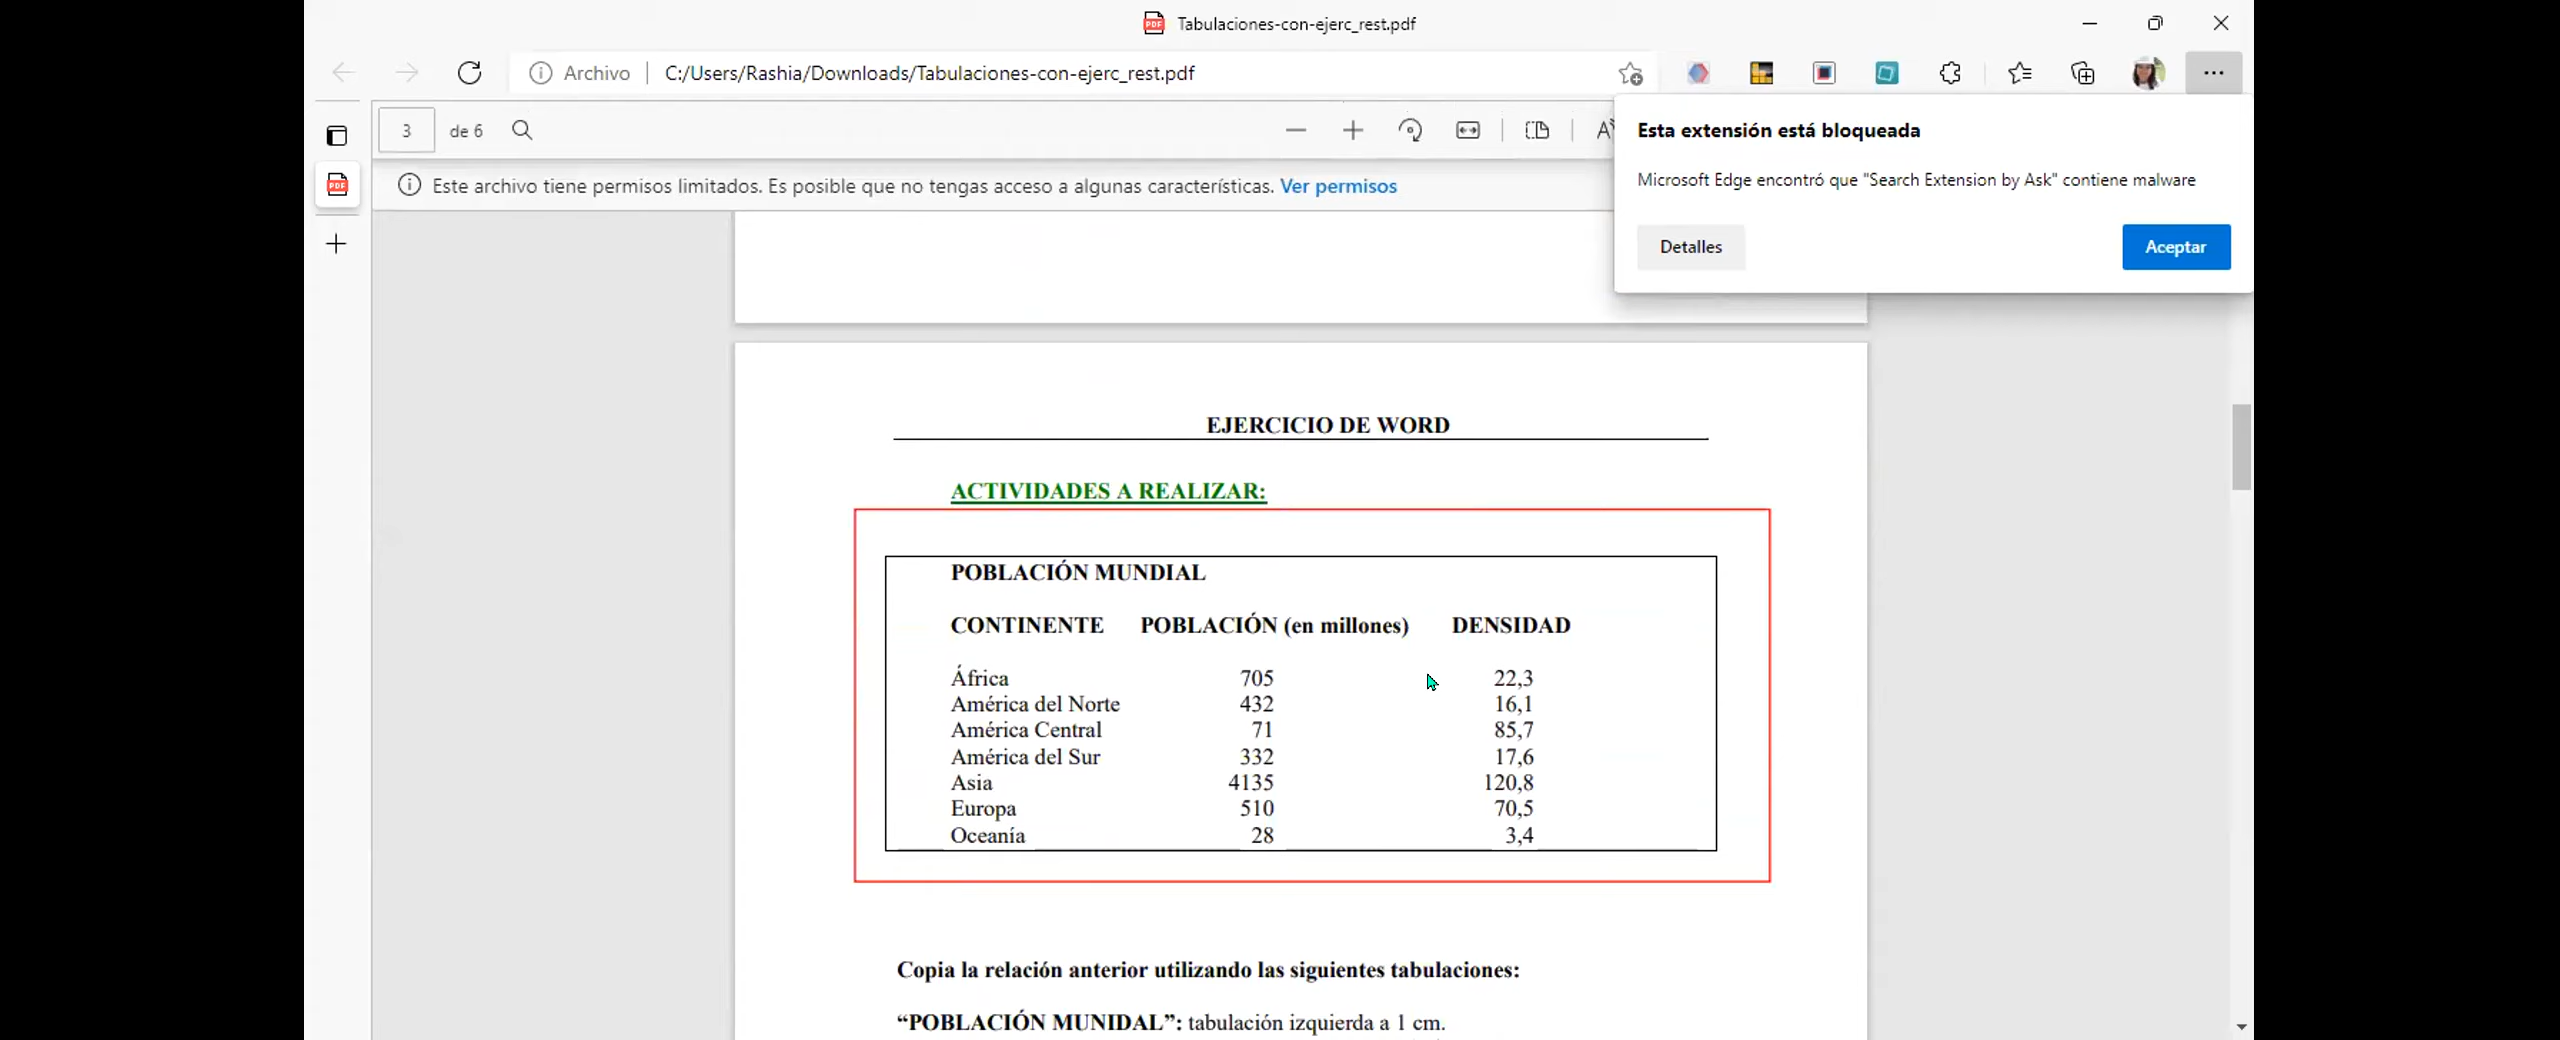 Tabulaciones-con-ejerc_rest.pdf
Archivo C:/Users/Rashia/Downloads/Tabulaciones-con-ejerc_rest.pdf
3 de 6
Esta extensión está bloqueada
Microsoft Edge encontró que "Search Extension by Ask" contiene malware
Detalles Aceptar
Este archivo tiene permisos limitados. Es posible que no tengas acceso a algunas características. Ver permisos
PDF
EJERCICIO DE WORD
ACTIVIDADES A REALIZAR:
POBLACIÓN MUNDIAL
CONTINENTE POBLACIÓN (en millones) DENSIDAD
África 705 22,3
América del Norte 432 16,1
América Central 71 85,7
América del Sur 332 17,6
Asia 4135 120,8
Europa 510 70,5
Oceanía 28 3,4
Copia la relación anterior utilizando las siguientes tabulaciones:
“POBLACIÓN MUNIDAL”: tabulación izquierda a 1 cm.